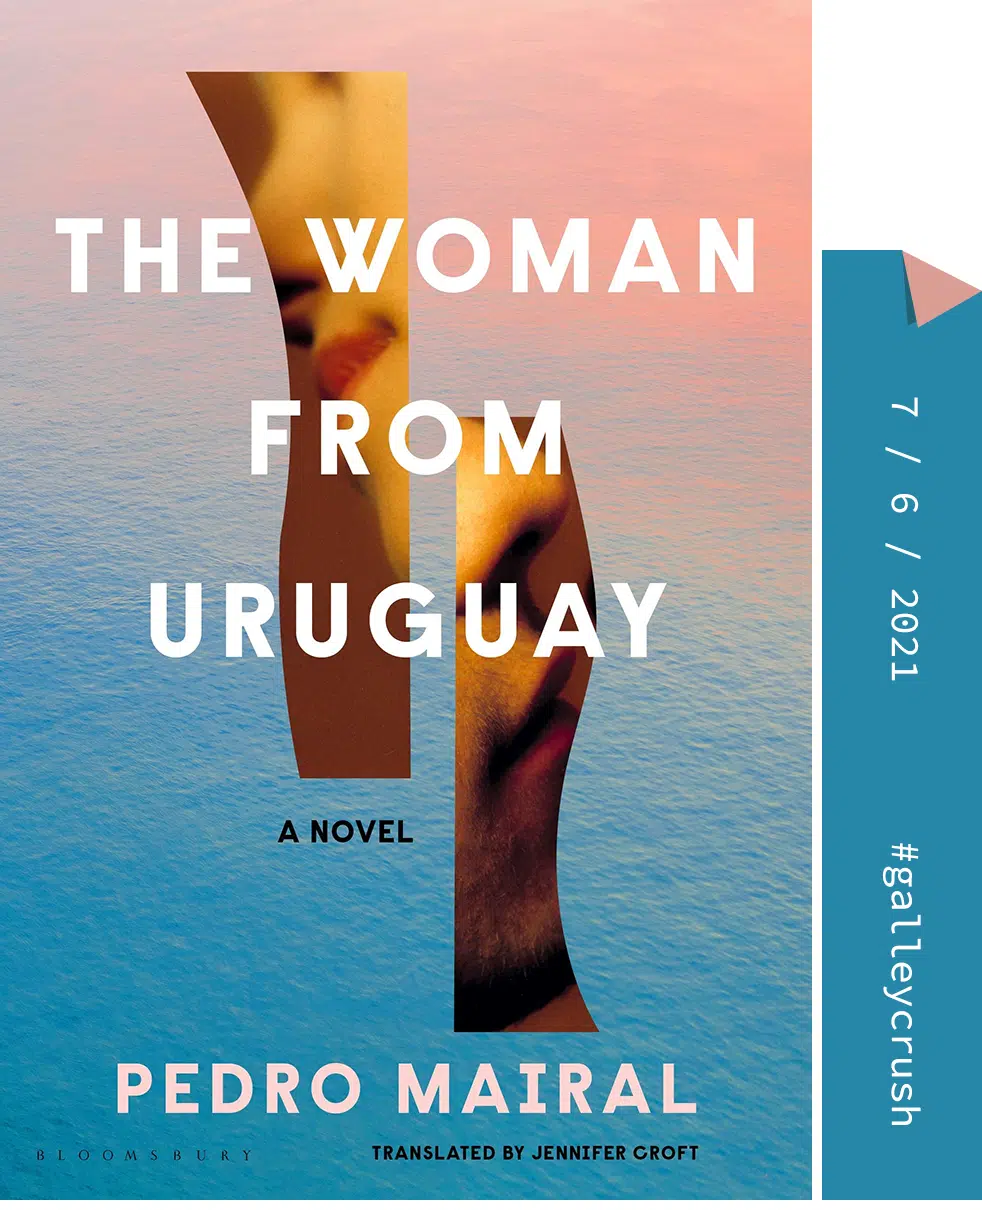 THE WOMAN
FROM
URUGUAY
A NOVEL
PEDRO MAIRAL
BLOOMSBURY
TRANSLATED BY JENNIFER CROFT
7 / 6 / 2021
#galleycrush